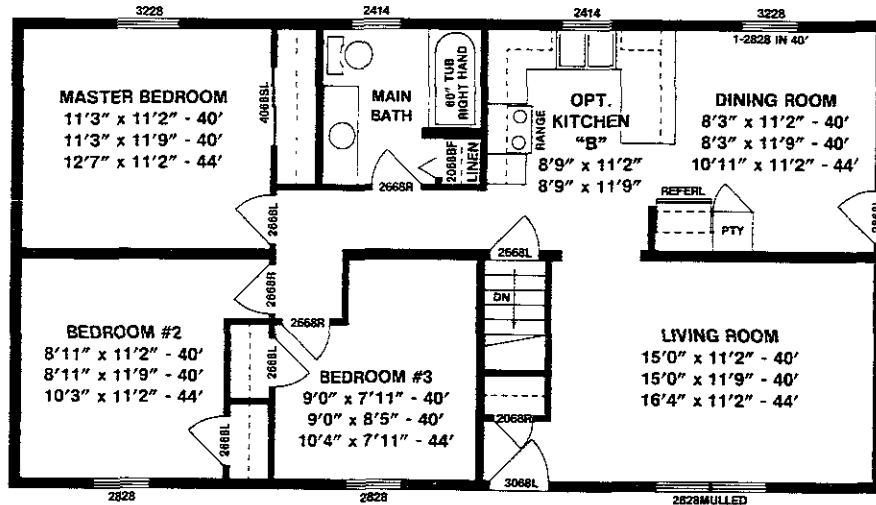 3228
2414
2414
3228
1-2828 IN 40'
MASTER BEDROOM
11'3" x 11'2" - 40'
11'3" x 11'9" - 40'
12'7" x 11'2" - 44'
4068SL
MAIN
BATH
60" TUB
RIGHT HAND
2068BF
LINEN
2668R
RANGE
OPT.
KITCHEN
"B"
8'9" x 11'2"
8'9" x 11'9"
DINING ROOM
8'3" x 11'2" - 40'
8'3" x 11'9" - 40'
10'11" x 11'2" - 44'
REFERL
PTY
2668L
2668L
2668R
DN
BEDROOM #2
8'11" x 11'2" - 40'
8'11" x 11'9" - 40'
10'3" x 11'2" - 44'
2668R
2668L
2668L
BEDROOM #3
9'0" x 7'11" - 40'
9'0" x 8'5" - 40'
10'4" x 7'11" - 44'
2068R
LIVING ROOM
15'0" x 11'2" - 40'
15'0" x 11'9" - 40'
16'4" x 11'2" - 44'
2828
2828
3068L
2828MULLED